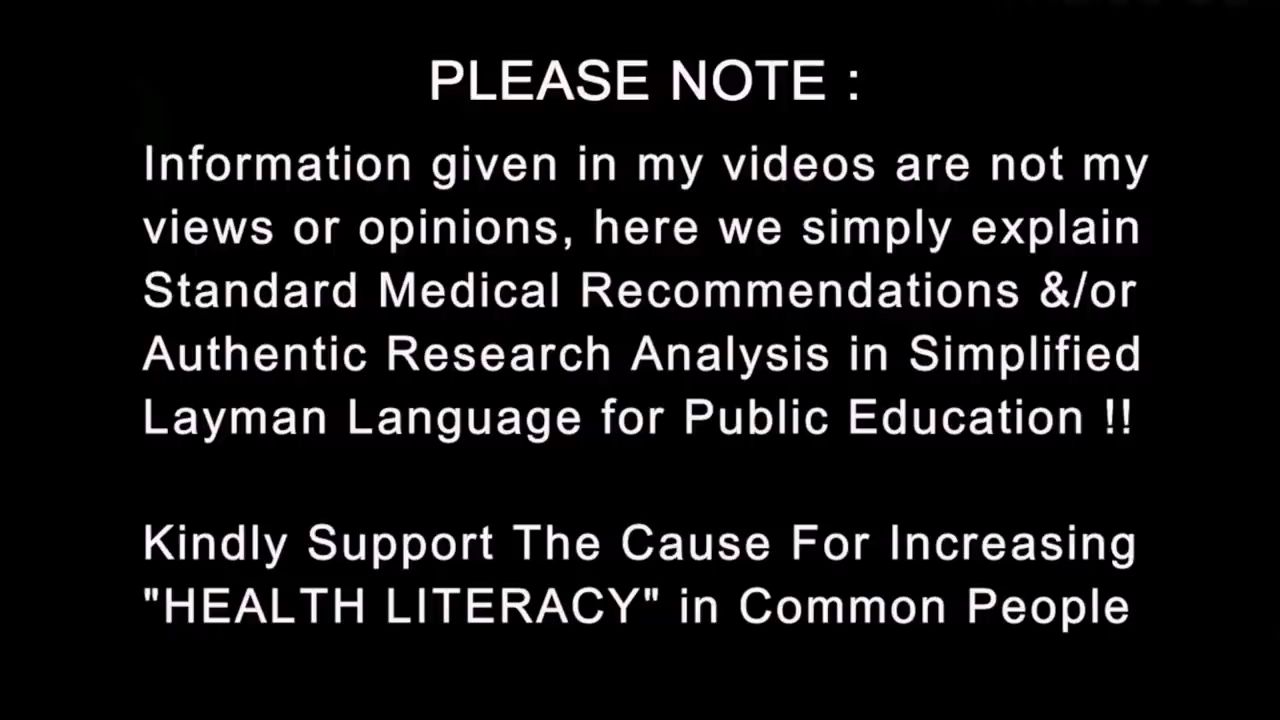 PLEASE NOTE :
Information given in my videos are not my
views or opinions, here we simply explain
Standard Medical Recommendations &/or
Authentic Research Analysis in Simplified
Layman Language for Public Education !!
Kindly Support The Cause For Increasing
"HEALTH LITERACY" in Common People